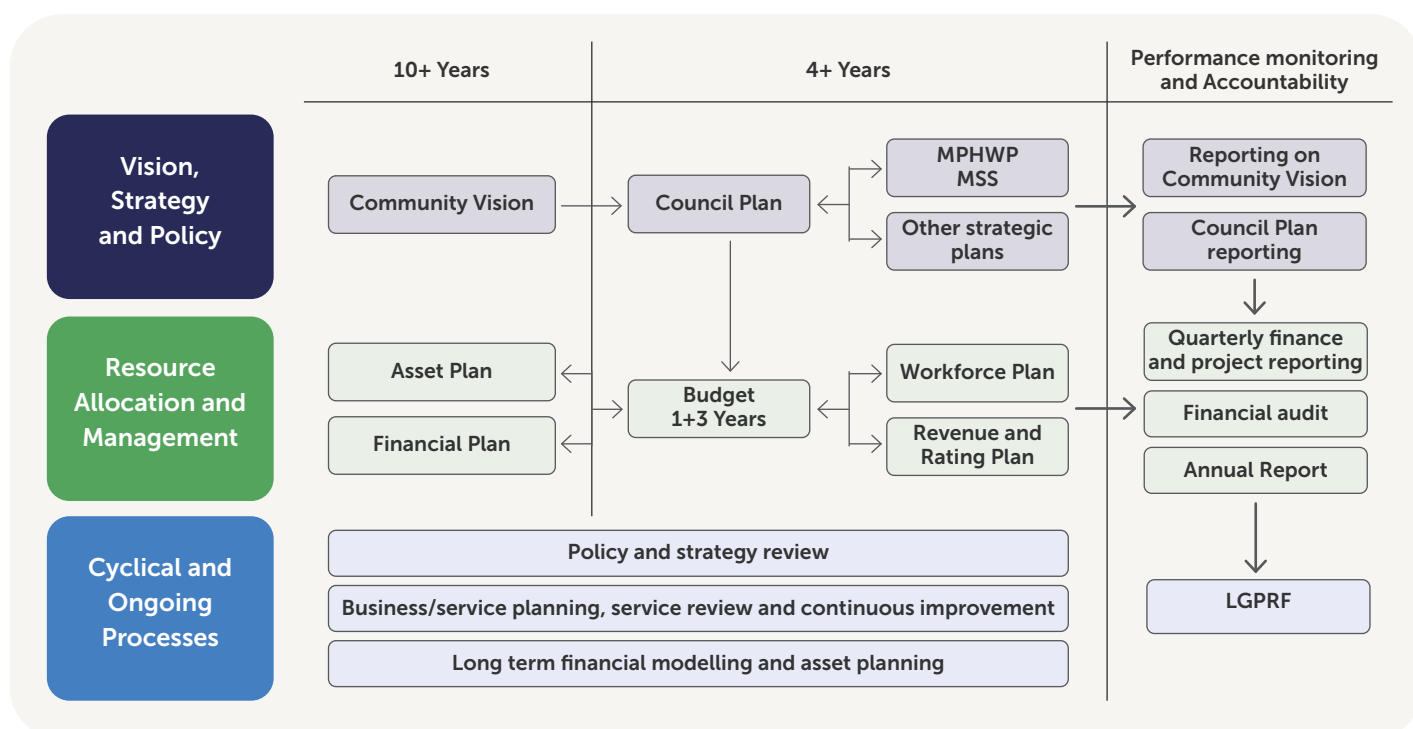 10+ Years
4+ Years
Performance monitoring
and Accountability
Vision,
Strategy
and Policy
Community Vision
Council Plan
MPHWP
MSS
Other strategic
plans
Reporting on
Community Vision
Council Plan
reporting
Resource
Allocation and
Management
Asset Plan
Financial Plan
Budget
1+3 Years
Workforce Plan
Revenue and
Rating Plan
Quarterly finance
and project reporting
Financial audit
Annual Report
Cyclical and
Ongoing
Processes
Policy and strategy review
Business/service planning, service review and continuous improvement
Long term financial modelling and asset planning
LGPRF